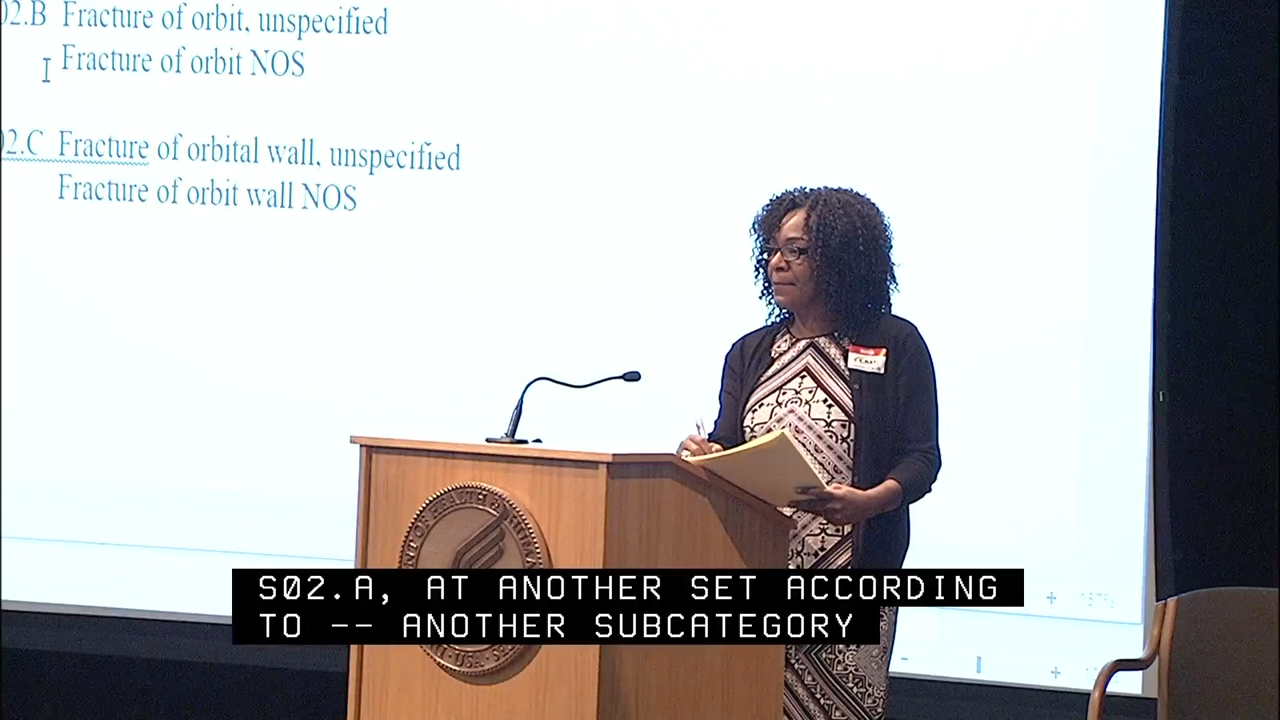 02.B Fracture of orbit, unspecified
Fracture of orbit NOS
02.C Fracture of orbital wall, unspecified
Fracture of orbit wall NOS
S02.A, AT ANOTHER SET ACCORDING
TO -- ANOTHER SUBCATEGORY